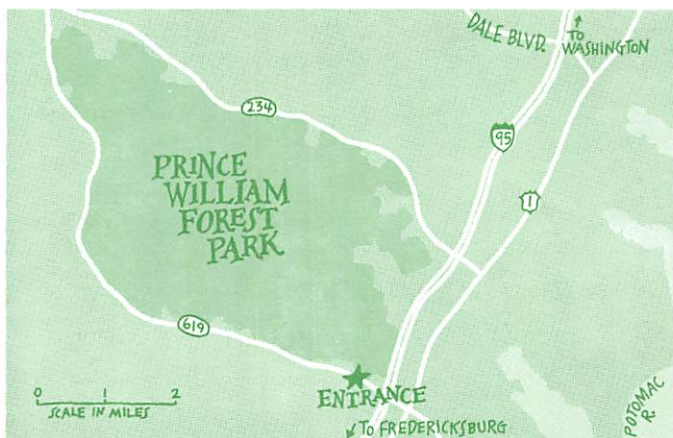 DALE BLVD.
TO
WASHINGTON
234
95
PRINCE
WILLIAM
FOREST
PARK
1
619
ENTRANCE
0 1 2
SCALE IN MILES
TO FREDERICKSBURG
POTOMAC
R.